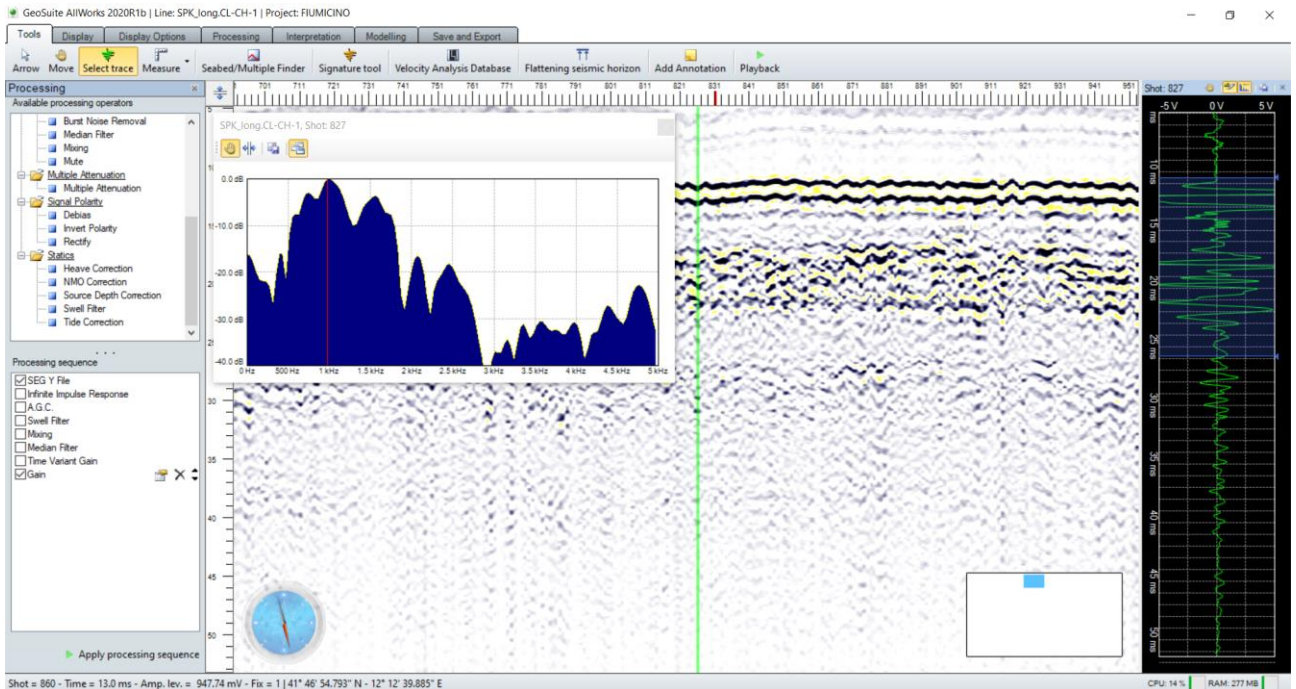 GeoSuite AllWorks 2020R1b | Line: SPK_long.CL-CH-1 | Project: FIUMICINO
Tools Display Display Options Processing Interpretation Modelling Save and Export
Arrow Move Select trace Measure Seabed/Multiple Finder Signature tool Velocity Analysis Database Flattening seismic horizon Add Annotation Playback
Processing
Available processing operators
Burst Noise Removal
Median Filter
Mixing
Mute
Multiple Attenuation
Multiple Attenuation
Signal Polarity
Debias
Invert Polarity
Rectify
Statics
Heave Correction
NMO Correction
Source Depth Correction
Swell Filter
Tide Correction
Processing sequence
SEG Y File
Infinite Impulse Response
A.G.C.
Swell Filter
Mixing
Median Filter
Time Variant Gain
Gain
Apply processing sequence
701 711 721 731 741 751 761 771 781 791 801 811 821 831 841 851 861 871 881 891 901 911 921 931 941 951
SPK_long.CL-CH-1, Shot: 827
0.0 dB
-10.0 dB
-20.0 dB
-30.0 dB
-40.0 dB
0 Hz 500 Hz 1 kHz 1.5 kHz 2 kHz 2.5 kHz 3 kHz 3.5 kHz 4 kHz 4.5 kHz 5 kHz
30
35
40
45
50
Shot: 827
-5 V 0 V 5 V
ms
10 ms
15 ms
20 ms
25 ms
30 ms
35 ms
40 ms
45 ms
50 ms
Shot = 860 - Time = 13.0 ms - Amp. lev. = 947.74 mV - Fix = 1 | 41° 46' 54.793" N - 12° 12' 39.885" E
CPU: 14 % RAM: 277 MB